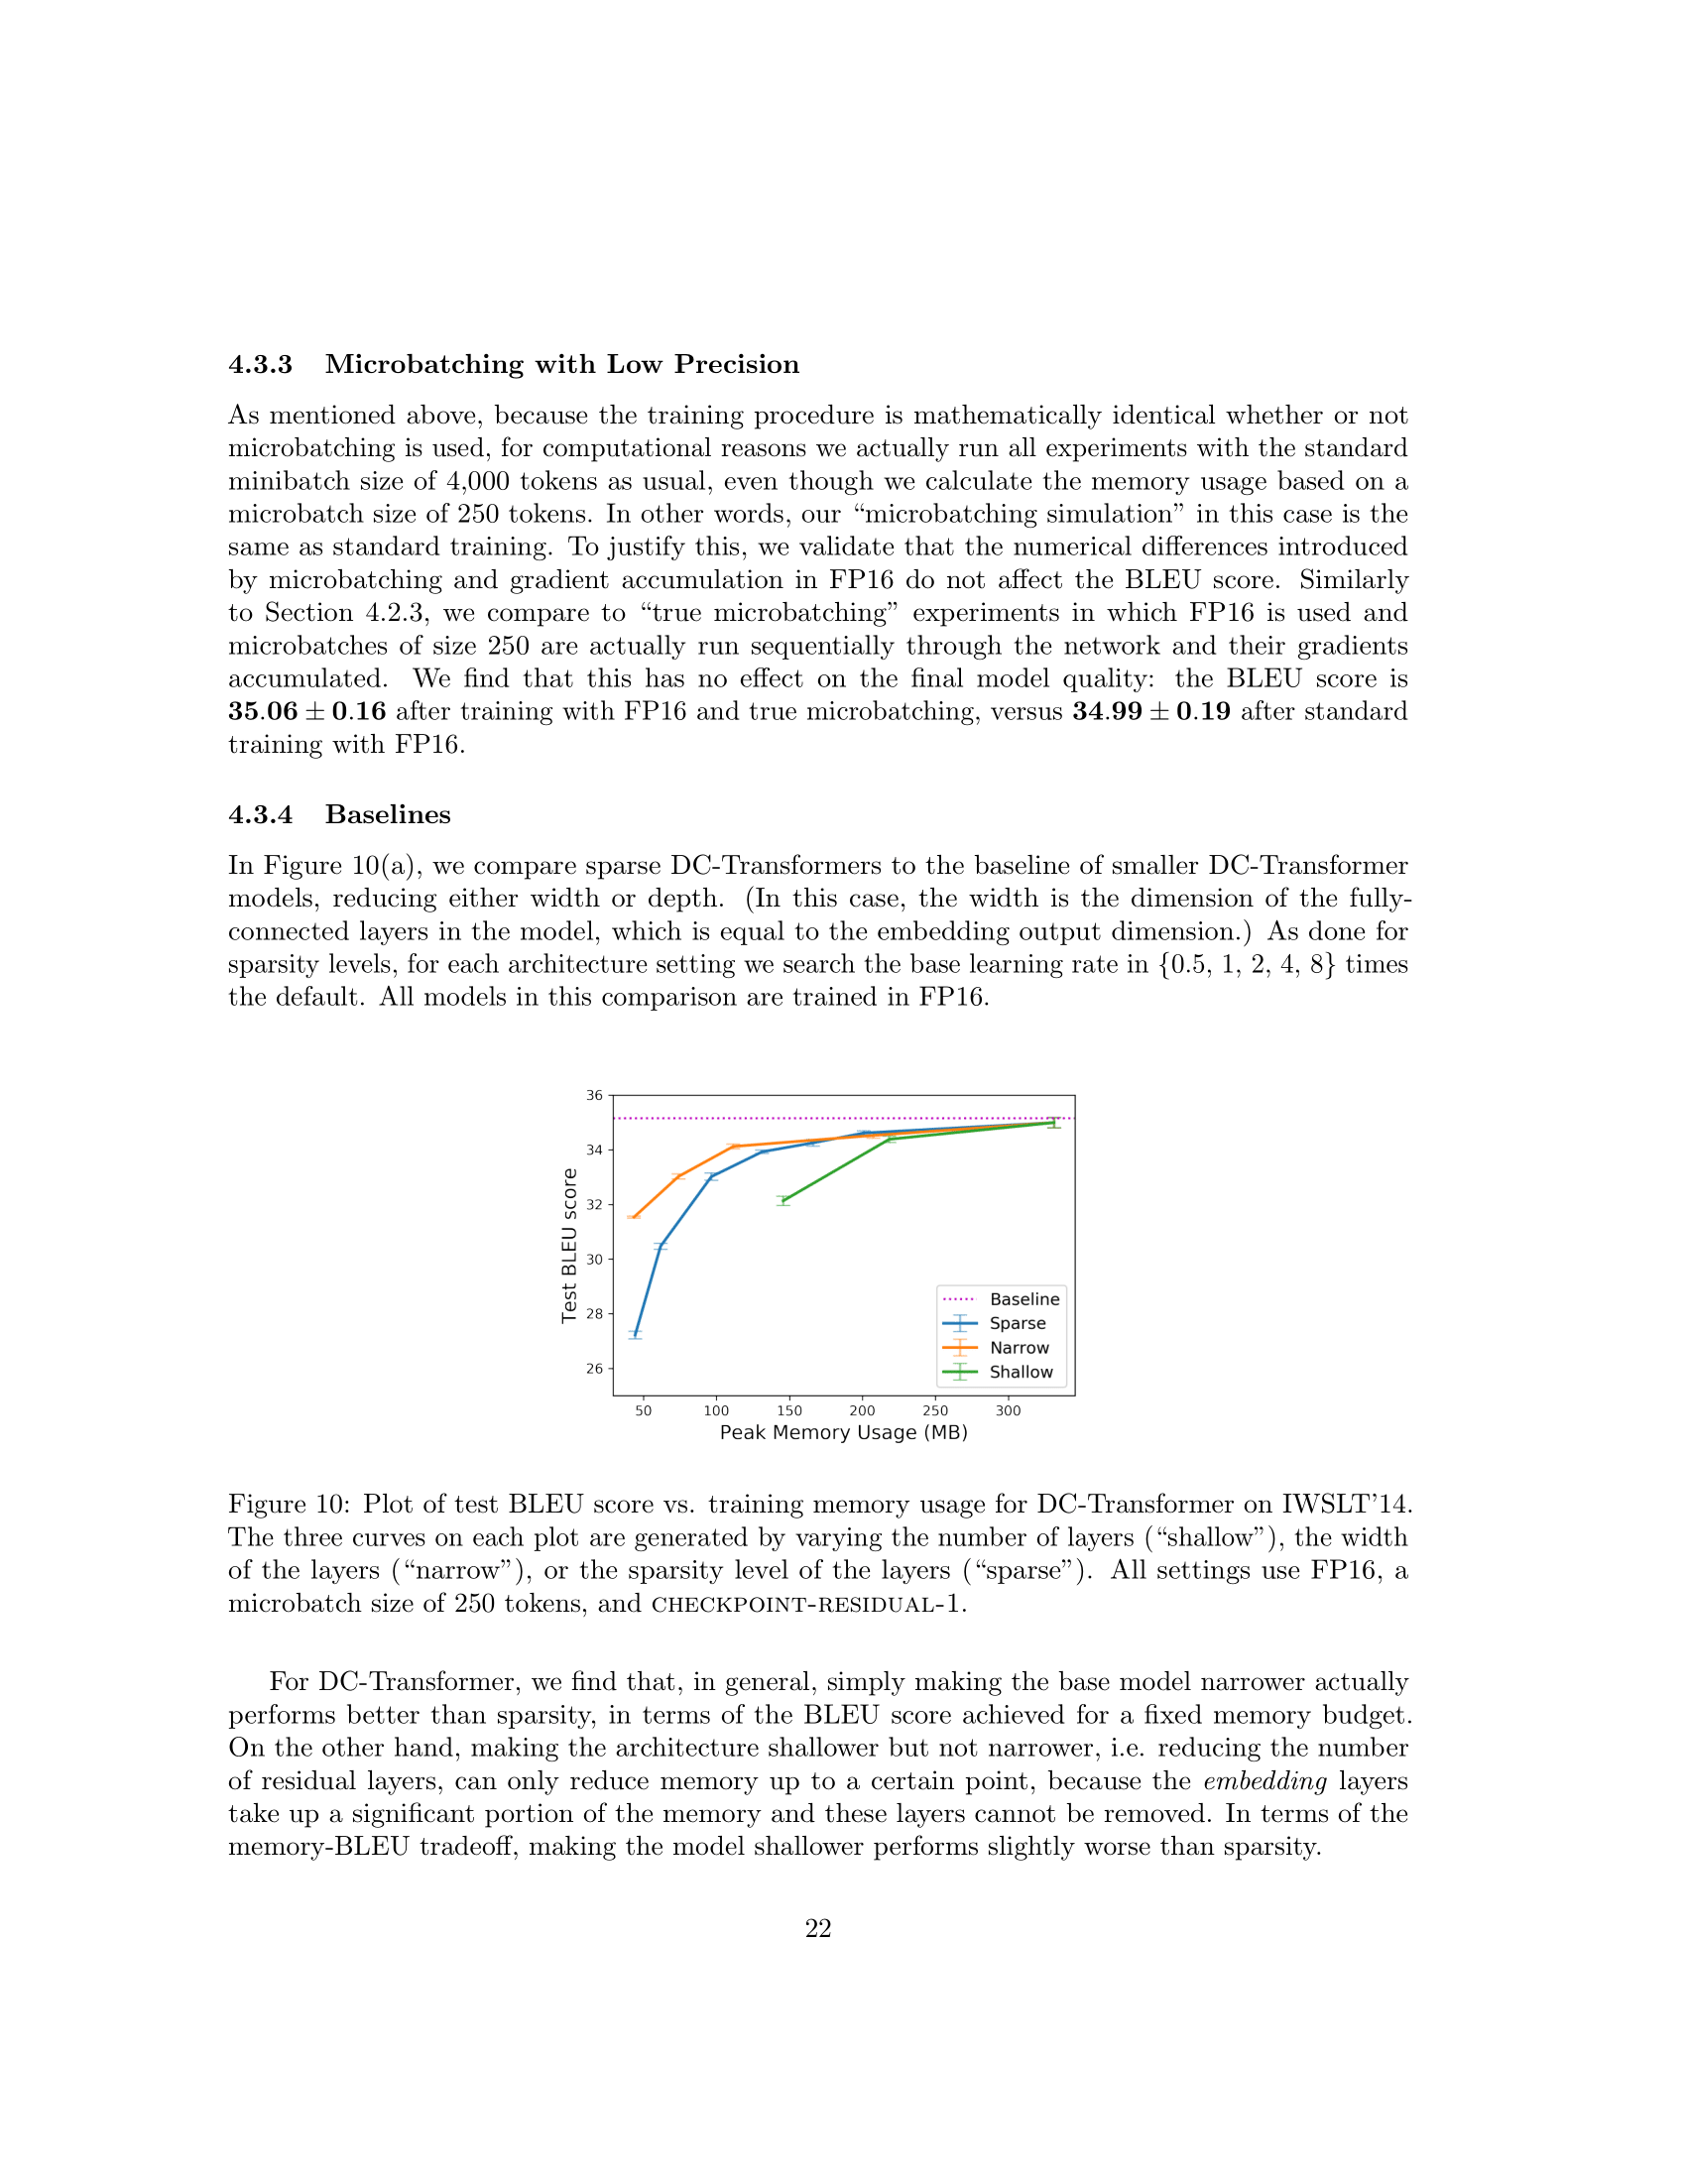 4.3.3 Microbatching with Low Precision
As mentioned above, because the training procedure is mathematically identical whether or not
microbatching is used, for computational reasons we actually run all experiments with the standard
minibatch size of 4,000 tokens as usual, even though we calculate the memory usage based on a
microbatch size of 250 tokens. In other words, our “microbatching simulation” in this case is the
same as standard training. To justify this, we validate that the numerical differences introduced
by microbatching and gradient accumulation in FP16 do not affect the BLEU score. Similarly
to Section 4.2.3, we compare to “true microbatching” experiments in which FP16 is used and
microbatches of size 250 are actually run sequentially through the network and their gradients
accumulated. We find that this has no effect on the final model quality: the BLEU score is
35.06 ± 0.16 after training with FP16 and true microbatching, versus 34.99 ± 0.19 after standard
training with FP16.
4.3.4 Baselines
In Figure 10(a), we compare sparse DC-Transformers to the baseline of smaller DC-Transformer
models, reducing either width or depth. (In this case, the width is the dimension of the fully-
connected layers in the model, which is equal to the embedding output dimension.) As done for
sparsity levels, for each architecture setting we search the base learning rate in {0.5, 1, 2, 4, 8} times
the default. All models in this comparison are trained in FP16.
36
34
32
30
28
26
Test BLEU score
Baseline
Sparse
Narrow
Shallow
50 100 150 200 250 300
Peak Memory Usage (MB)
Figure 10: Plot of test BLEU score vs. training memory usage for DC-Transformer on IWSLT’14.
The three curves on each plot are generated by varying the number of layers (“shallow”), the width
of the layers (“narrow”), or the sparsity level of the layers (“sparse”). All settings use FP16, a
microbatch size of 250 tokens, and CHECKPOINT-RESIDUAL-1.
For DC-Transformer, we find that, in general, simply making the base model narrower actually
performs better than sparsity, in terms of the BLEU score achieved for a fixed memory budget.
On the other hand, making the architecture shallower but not narrower, i.e. reducing the number
of residual layers, can only reduce memory up to a certain point, because the embedding layers
take up a significant portion of the memory and these layers cannot be removed. In terms of the
memory-BLEU tradeoff, making the model shallower performs slightly worse than sparsity.
22